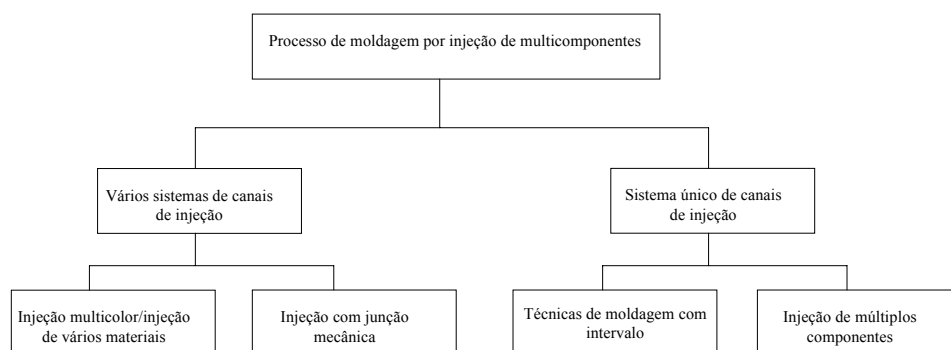 Processo de moldagem por injeção de multicomponentes
Vários sistemas de canais
de injeção
Sistema único de canais
de injeção
Injeção multicolor/injeção
de vários materiais
Injeção com junção
mecânica
Técnicas de moldagem com
intervalo
Injeção de múltiplos
componentes